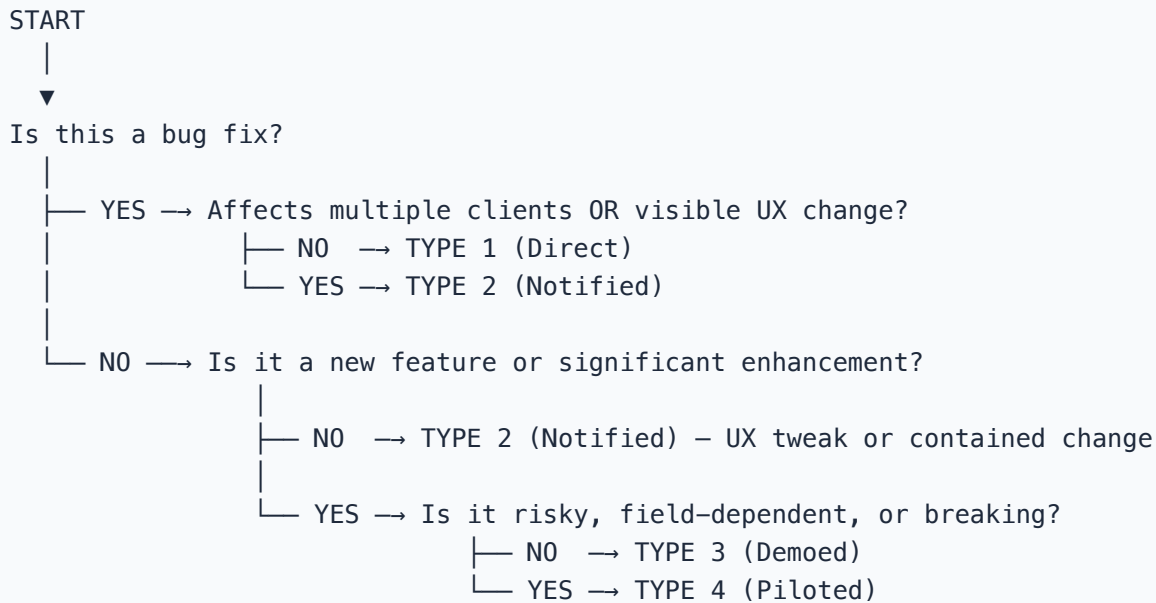 START
│
▼
Is this a bug fix?
│
├── YES ─→ Affects multiple clients OR visible UX change?
│            ├── NO  ─→ TYPE 1 (Direct)
│            └── YES ─→ TYPE 2 (Notified)
│
└── NO ──→ Is it a new feature or significant enhancement?
│
├── NO  ─→ TYPE 2 (Notified) — UX tweak or contained change
│
└── YES ─→ Is it risky, field-dependent, or breaking?
├── NO  ─→ TYPE 3 (Demoed)
└── YES ─→ TYPE 4 (Piloted)